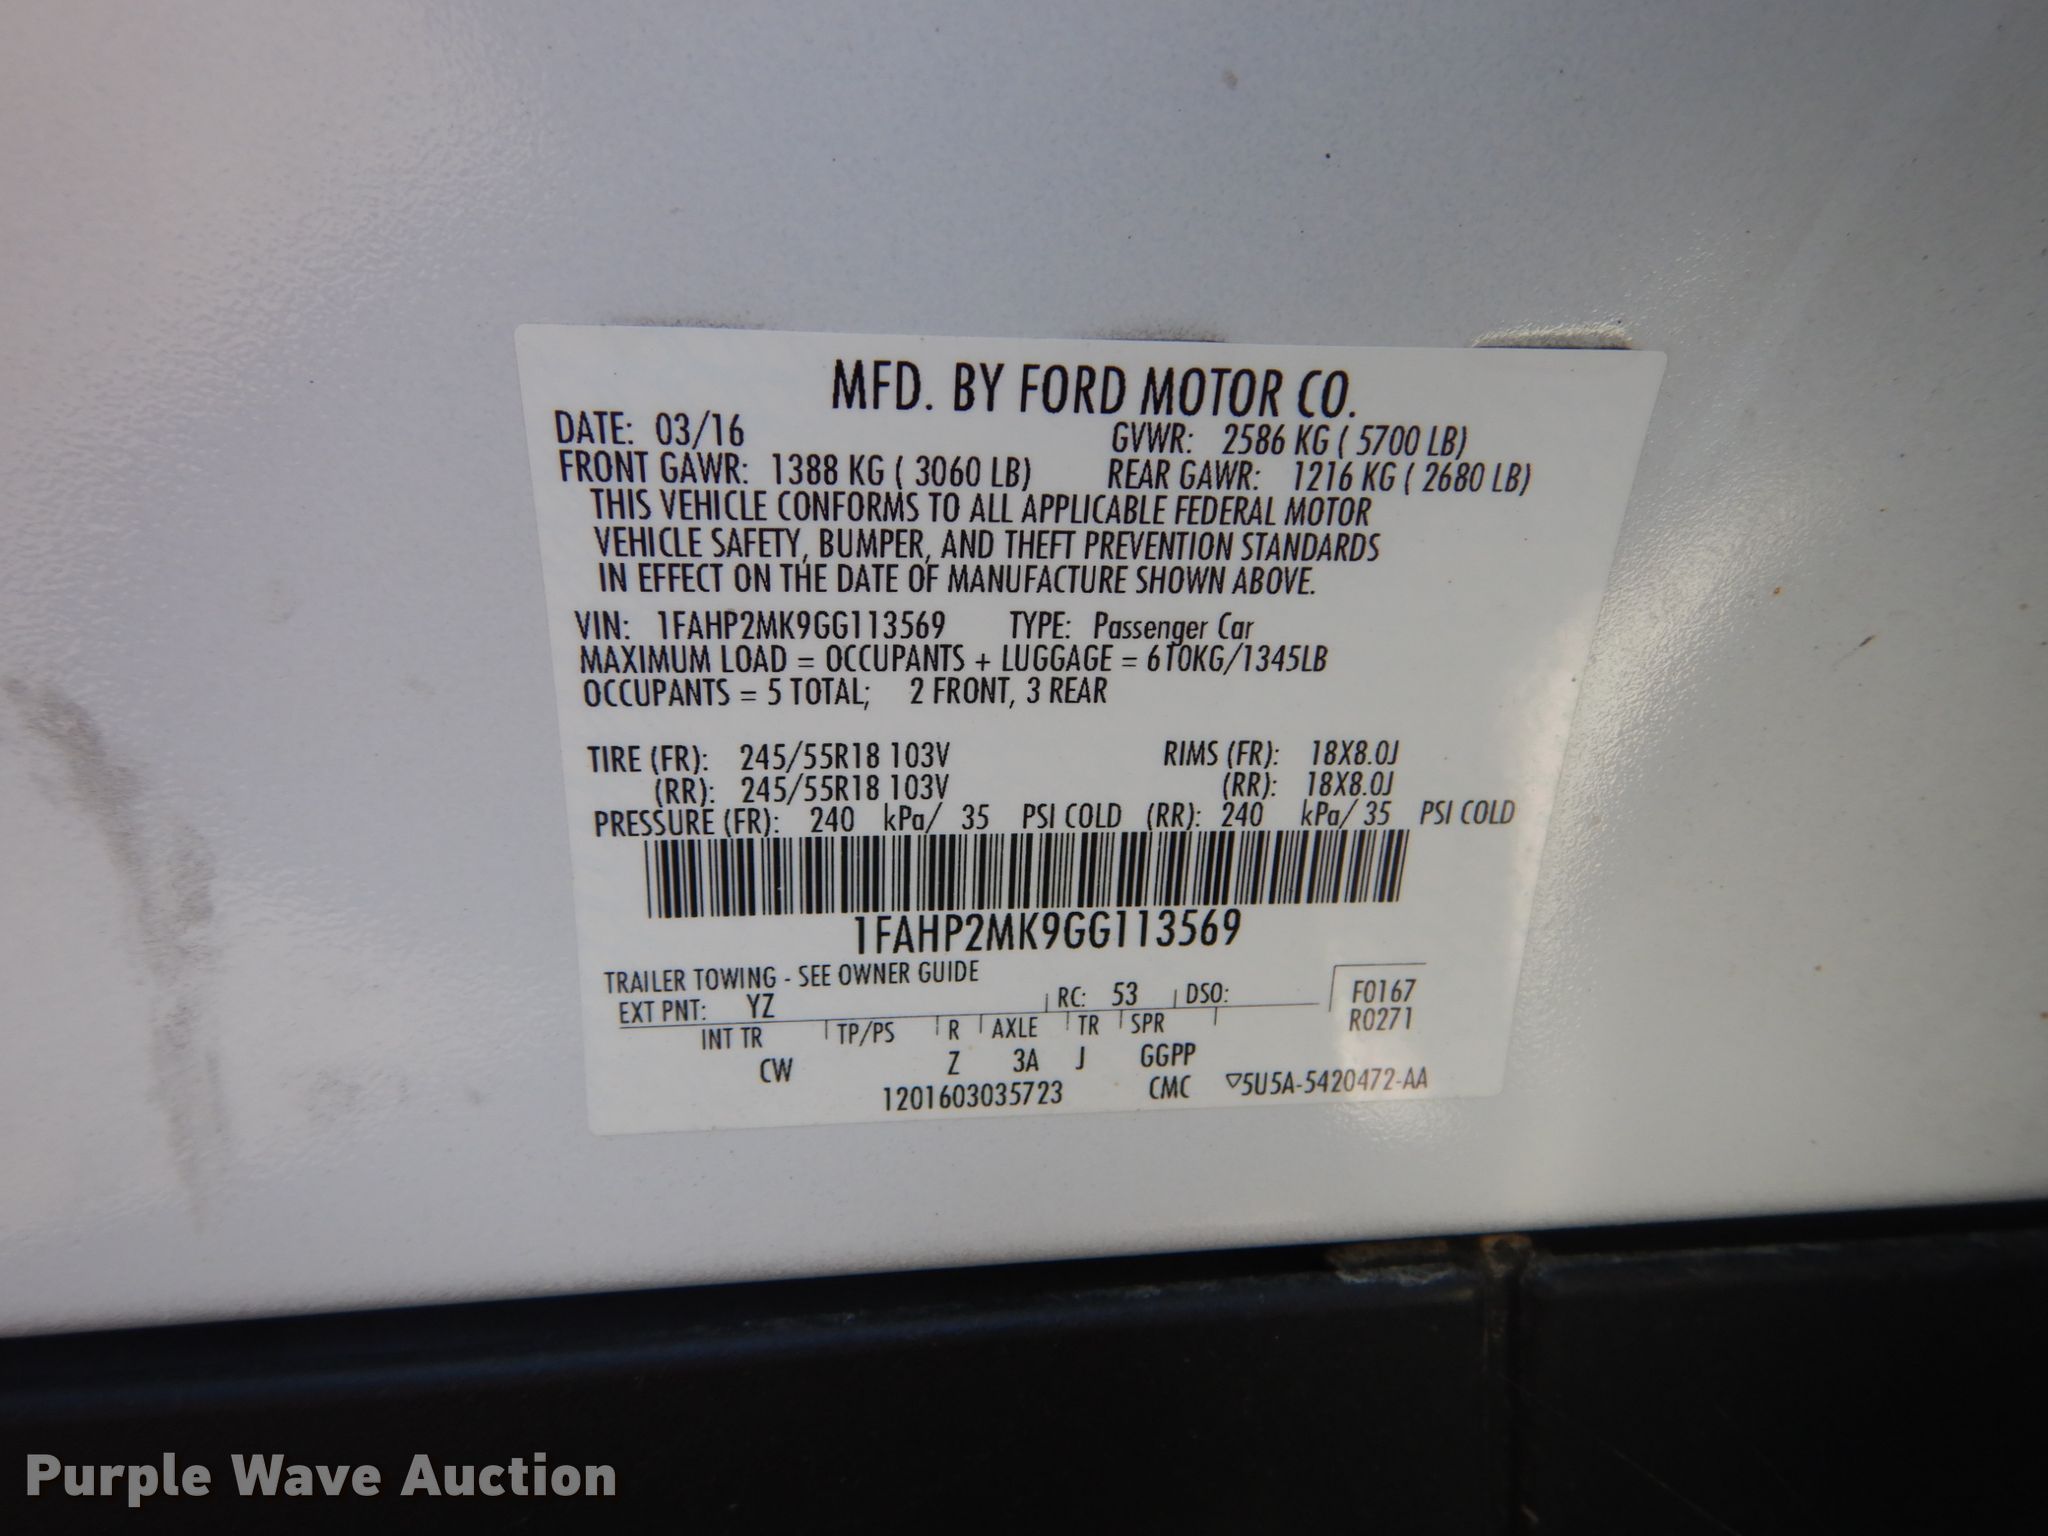 MFD. BY FORD MOTOR CO.
DATE: 03/16 GVWR: 2586 KG ( 5700 LB)
FRONT GAWR: 1388 KG ( 3060 LB) REAR GAWR: 1216 KG ( 2680 LB)
THIS VEHICLE CONFORMS TO ALL APPLICABLE FEDERAL MOTOR
VEHICLE SAFETY, BUMPER, AND THEFT PREVENTION STANDARDS
IN EFFECT ON THE DATE OF MANUFACTURE SHOWN ABOVE.
VIN: 1FAHP2MK9GG113569 TYPE: Passenger Car
MAXIMUM LOAD = OCCUPANTS + LUGGAGE = 610KG/1345LB
OCCUPANTS = 5 TOTAL; 2 FRONT, 3 REAR
TIRE (FR): 245/55R18 103V RIMS (FR): 18X8.0J
(RR): 245/55R18 103V (RR): 18X8.0J
PRESSURE (FR): 240 kPa/ 35 PSI COLD (RR): 240 kPa/ 35 PSI COLD
1FAHP2MK9GG113569
TRAILER TOWING - SEE OWNER GUIDE
EXT PNT: YZ RC: 53 DSO: F0167
INT TR TP/PS R AXLE TR SPR R0271
CW Z 3A J GGPP
1201603035723 CMC ▽5U5A-5420472-AA
Purple Wave Auction